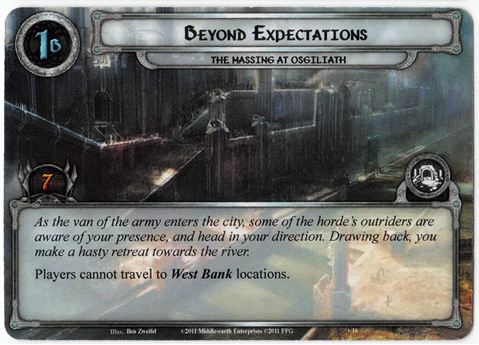 1B
BEYOND EXPECTATIONS
THE MASSING AT OSGILIATH
7
As the van of the army enters the city, some of the horde's outriders are
aware of your presence, and head in your direction. Drawing back, you
make a hasty retreat towards the river.
Players cannot travel to West Bank locations.
Illus. Ben Zweifel ©2011 Middle-earth Enterprises ©2011 FFG 16